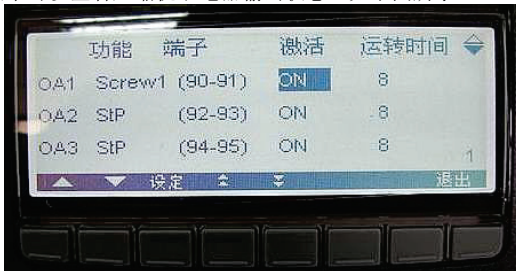 功能 端子 激活 运转时间
OA1 Screw1 (90-91) ON 8
OA2 StP (92-93) ON 8
OA3 StP (94-95) ON 8
1
设定 退出